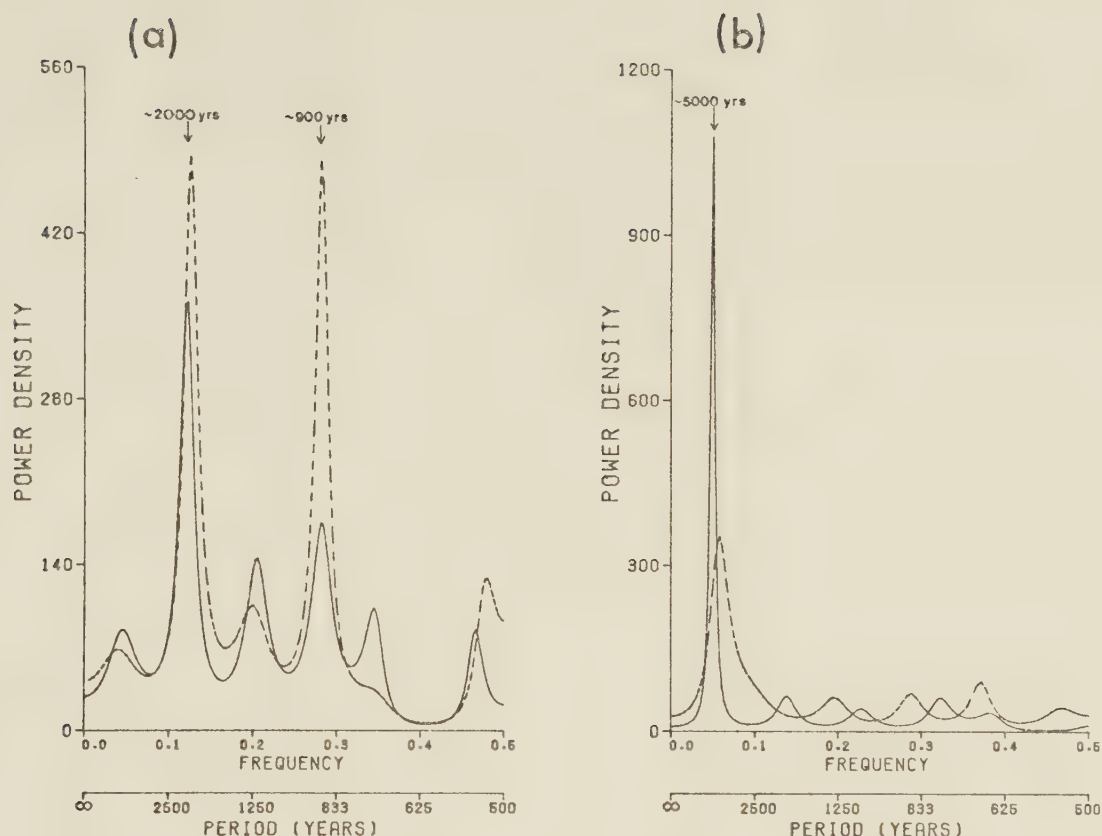 (a)
560
420
280
140
0
POWER DENSITY
~2000 yrs
~900 yrs
0.0 0.1 0.2 0.3 0.4 0.5
FREQUENCY
∞ 2500 1250 833 625 500
PERIOD (YEARS)
(b)
1200
900
600
300
0
POWER DENSITY
~5000 yrs
0.0 0.1 0.2 0.3 0.4 0.5
FREQUENCY
∞ 2500 1250 833 625 500
PERIOD (YEARS)